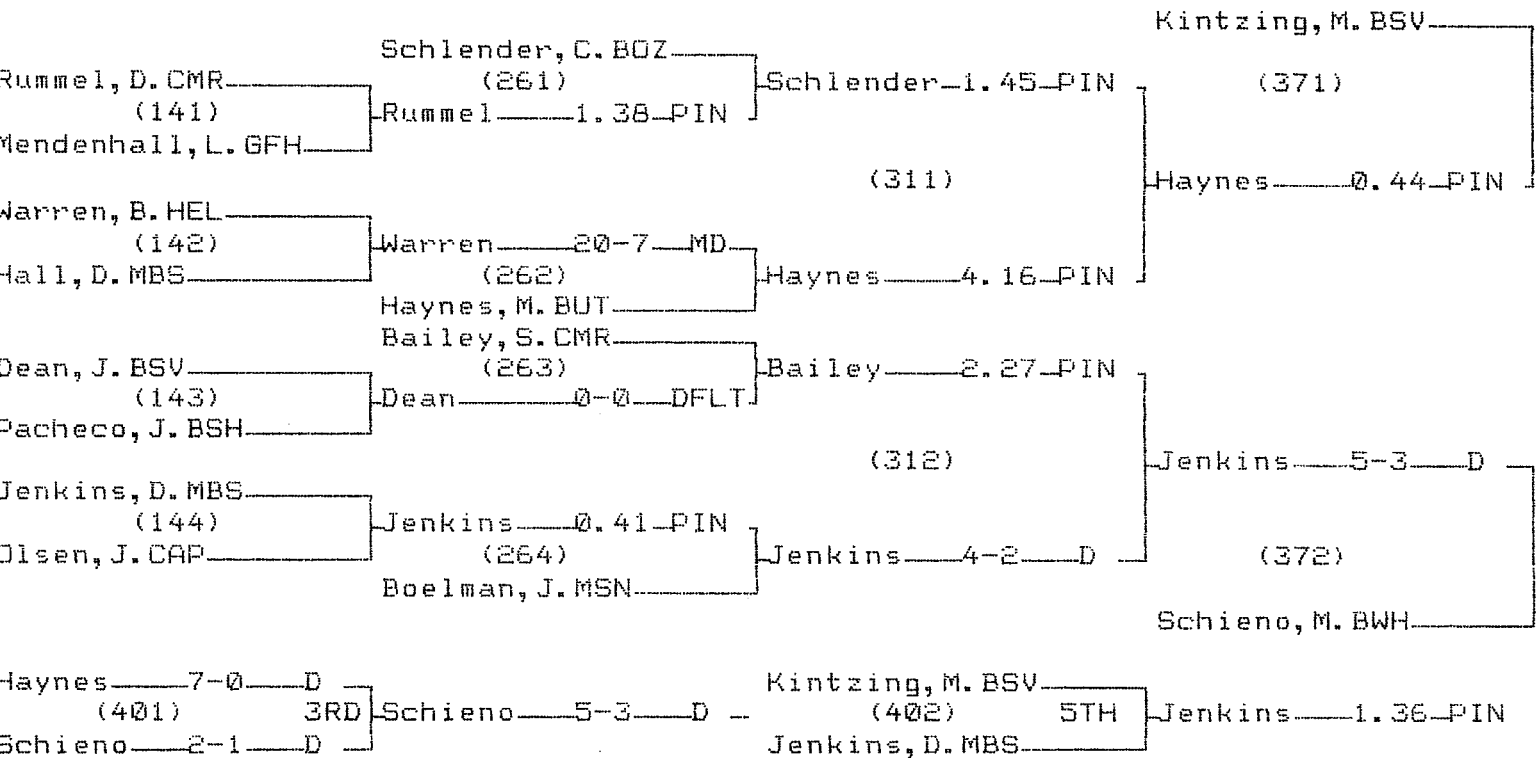 Kintzing, M. BSV
Schlender, C. BOZ
Rummel, D. CMR (261) Schlender 1.45 PIN (371)
(141) Rummel 1.38 PIN
Mendenhall, L. GFH
(311) Haynes 0.44 PIN
Warren, B. HEL
(142) Warren 20-7 MD
Hall, D. MBS (262) Haynes 4.16 PIN
Haynes, M. BUT
Bailey, S. CMR
Dean, J. BSV (263) Bailey 2.27 PIN
(143) Dean 0-0 DFLT
Pacheco, J. BSH
(312) Jenkins 5-3 D
Jenkins, D. MBS
(144) Jenkins 0.41 PIN
Olsen, J. CAP (264) Jenkins 4-2 D (372)
Boelman, J. MSN
Schieno, M. BWH
Haynes 7-0 D Kintzing, M. BSV
(401) 3RD Schieno 5-3 D (402) 5TH Jenkins 1.36 PIN
Schieno 2-1 D Jenkins, D. MBS